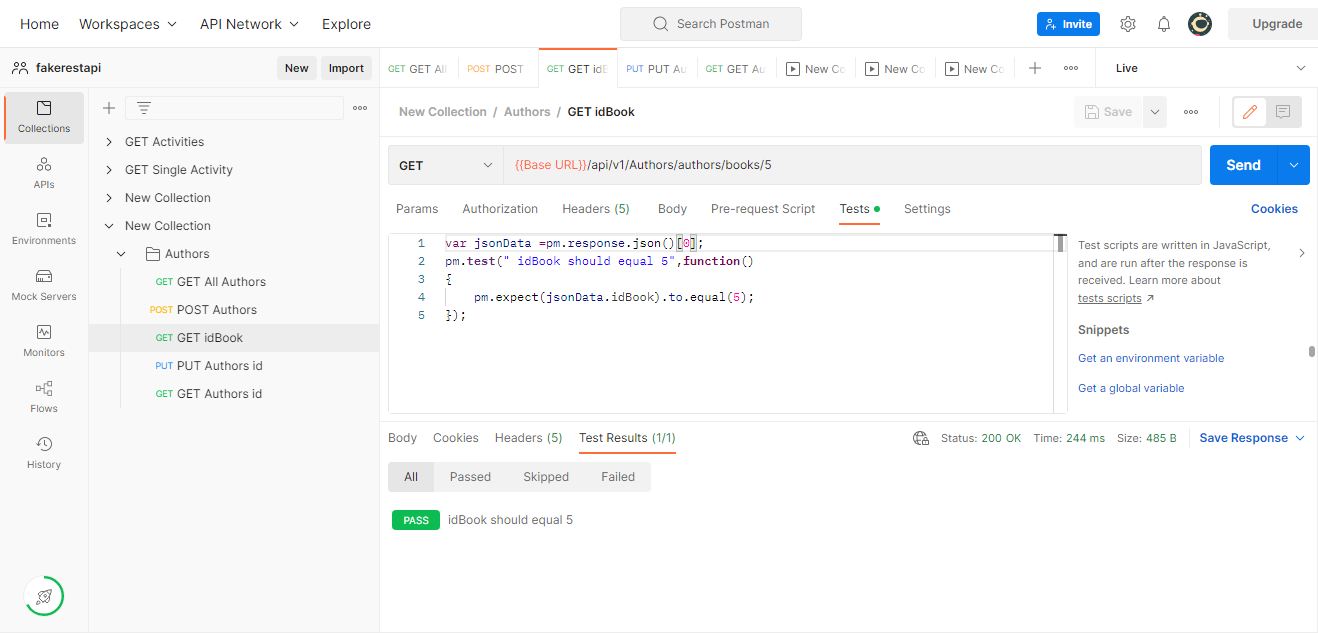 Home Workspaces API Network Explore Search Postman Invite Upgrade
fakerestapi New Import
GET GET All POST POST GET GET idB PUT PUT Au GET GET Au New Co New Co New Co Live
Collections
APIs
Environments
Mock Servers
Monitors
Flows
History
GET Activities
GET Single Activity
New Collection
New Collection
Authors
GET GET All Authors
POST POST Authors
GET GET idBook
PUT PUT Authors id
GET GET Authors id
New Collection / Authors / GET idBook Save
GET {{Base URL}}/api/v1/Authors/authors/books/5 Send
Params Authorization Headers (5) Body Pre-request Script Tests Settings Cookies
1 var jsonData =pm.response.json()[0];
2 pm.test(" idBook should equal 5",function()
3 {
4 pm.expect(jsonData.idBook).to.equal(5);
5 });
Test scripts are written in JavaScript,
and are run after the response is
received. Learn more about
tests scripts ↗
Snippets
Get an environment variable
Get a global variable
Body Cookies Headers (5) Test Results (1/1) Status: 200 OK Time: 244 ms Size: 485 B Save Response
All Passed Skipped Failed
PASS idBook should equal 5